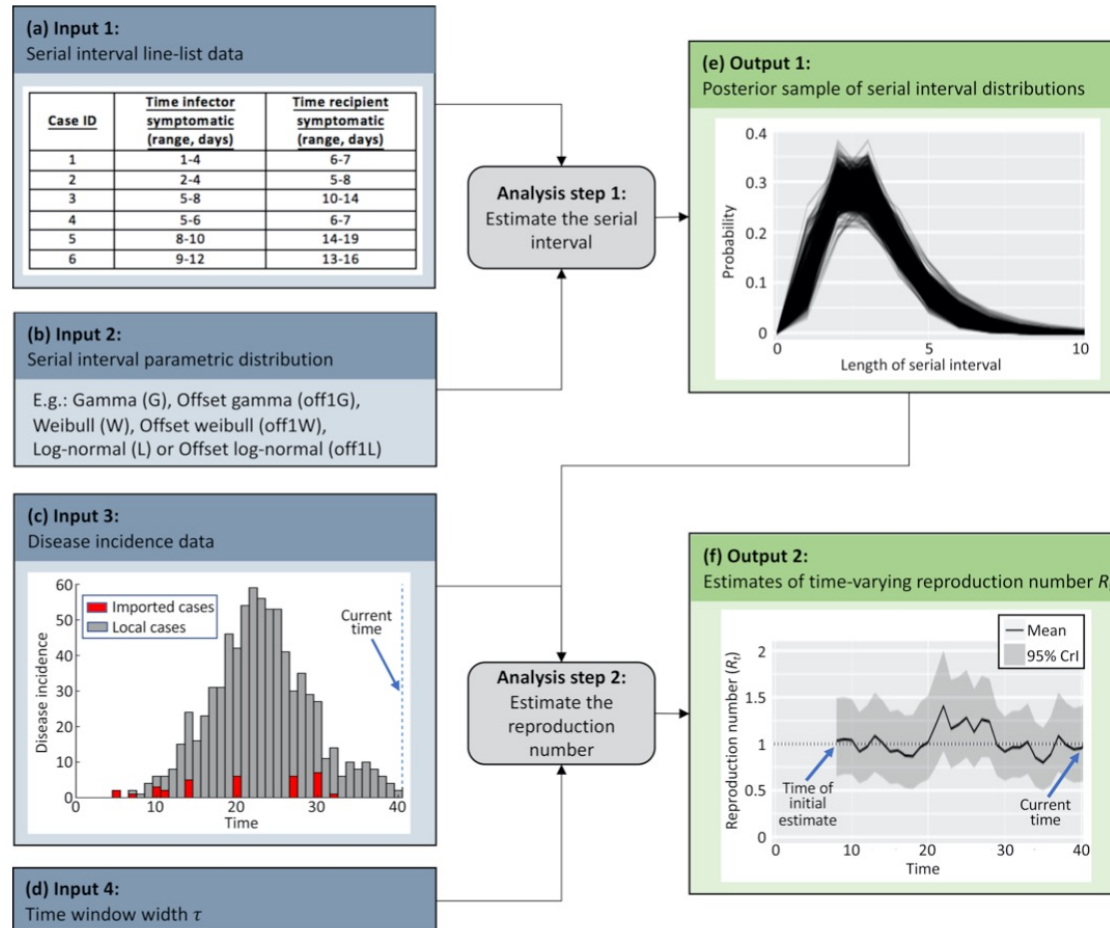 (a) Input 1:
Serial interval line-list data
Case ID
Time infector
symptomatic
(range, days)
Time recipient
symptomatic
(range, days)
1 1-4 6-7
2 2-4 5-8
3 5-8 10-14
4 5-6 6-7
5 8-10 14-19
6 9-12 13-16
(b) Input 2:
Serial interval parametric distribution
E.g.: Gamma (G), Offset gamma (off1G),
Weibull (W), Offset weibull (off1W),
Log-normal (L) or Offset log-normal (off1L)
Analysis step 1:
Estimate the serial
interval
(e) Output 1:
Posterior sample of serial interval distributions
0.4
0.3
0.2
0.1
0
Probability
0 5 10
Length of serial interval
(c) Input 3:
Disease incidence data
60
50
40
30
20
10
0
Disease incidence
Imported cases
Local cases
Current
time
0 10 20 30 40
Time
(d) Input 4:
Time window width τ
Analysis step 2:
Estimate the
reproduction
number
(f) Output 2:
Estimates of time-varying reproduction number R
2
1.5
1
0.5
0
Reproduction number (Rt)
Mean
95% CrI
Time of
initial
estimate
Current
time
0 10 20 30 40
Time